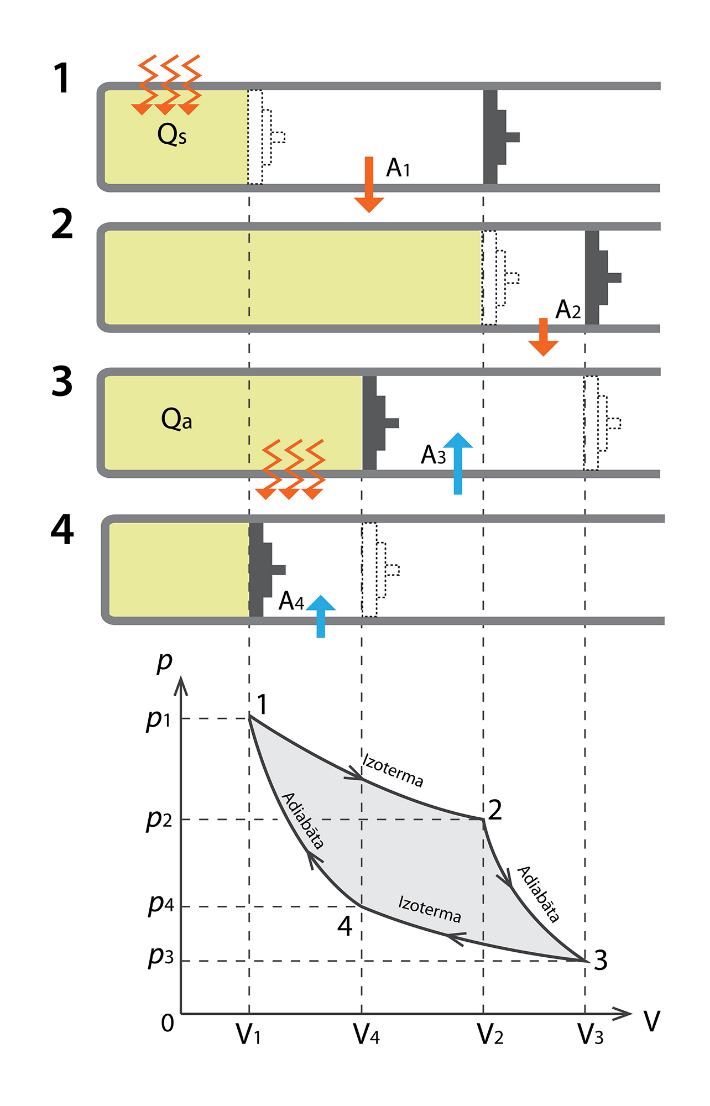 1
Qs
A1
2
A2
3
Qa
A3
4
A4
p
p1
1
Izoterma
p2
2
Adiabāta
Adiabāta
p4
4
Izoterma
p3
3
0
V
V1
V4
V2
V3